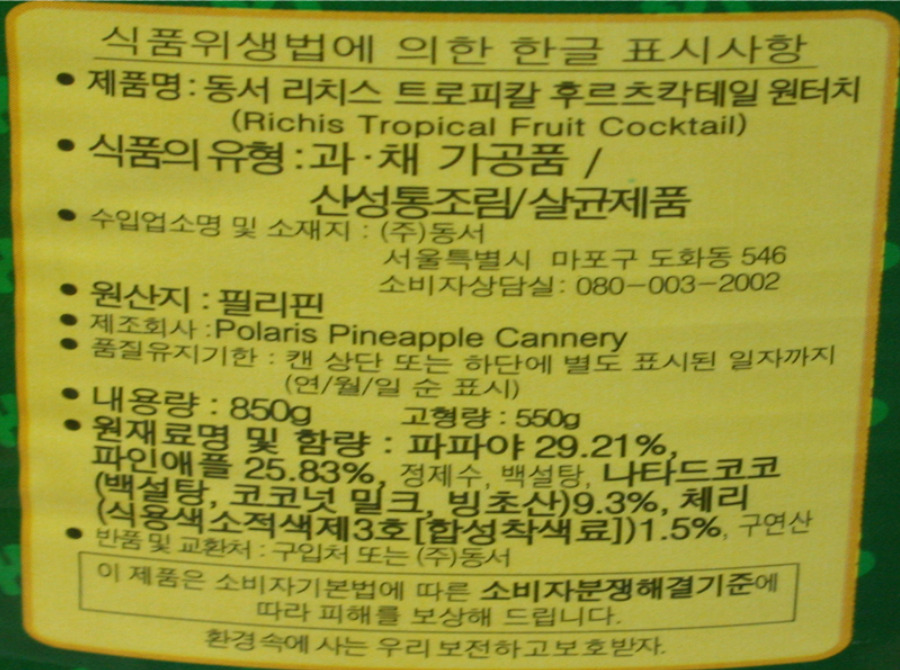 식품위생법에 의한 한글 표시사항
● 제품명 : 동서 리치스 트로피칼 후르츠칵테일 원터치
(Richis Tropical Fruit Cocktail)
● 식품의 유형 : 과·채 가공품 /
산성통조림/살균제품
● 수입업소명 및 소재지 : (주)동서
서울특별시 마포구 도화동 546
소비자상담실 : 080-003-2002
● 원산지 : 필리핀
● 제조회사 : Polaris Pineapple Cannery
● 품질유지기한 : 캔 상단 또는 하단에 별도 표시된 일자까지
(연/월/일 순 표시)
● 내용량 : 850g 고형량 : 550g
● 원재료명 및 함량 : 파파야 29.21%,
파인애플 25.83%, 정제수, 백설탕, 나타드코코
(백설탕, 코코넛 밀크, 빙초산)9.3%, 체리
(식용색소적색제3호[합성착색료])1.5%, 구연산
● 반품 및 교환처 : 구입처 또는 (주)동서
이 제품은 소비자기본법에 따른 소비자분쟁해결기준에
따라 피해를 보상해 드립니다.
환경속에 사는 우리 보전하고 보호받자.